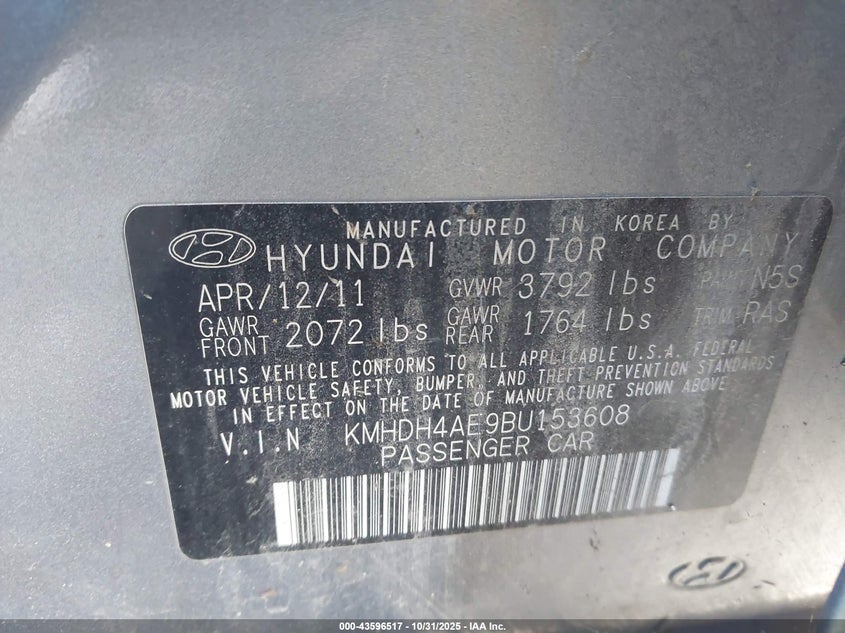 MANUFACTURED IN KOREA BY
HYUNDAI MOTOR COMPANY
APR/12/11 GVWR 3792 lbs PAINT N5S
GAWR FRONT 2072 lbs GAWR REAR 1764 lbs TRIM RAS
THIS VEHICLE CONFORMS TO ALL APPLICABLE U.S.A. FEDERAL
MOTOR VEHICLE SAFETY, BUMPER, AND THEFT PREVENTION STANDARDS
IN EFFECT ON THE DATE OF MANUFACTURE SHOWN ABOVE
V.I.N KMHDH4AE9BU153608
PASSENGER CAR
000-43596517 • 10/31/2025 • IAA Inc.